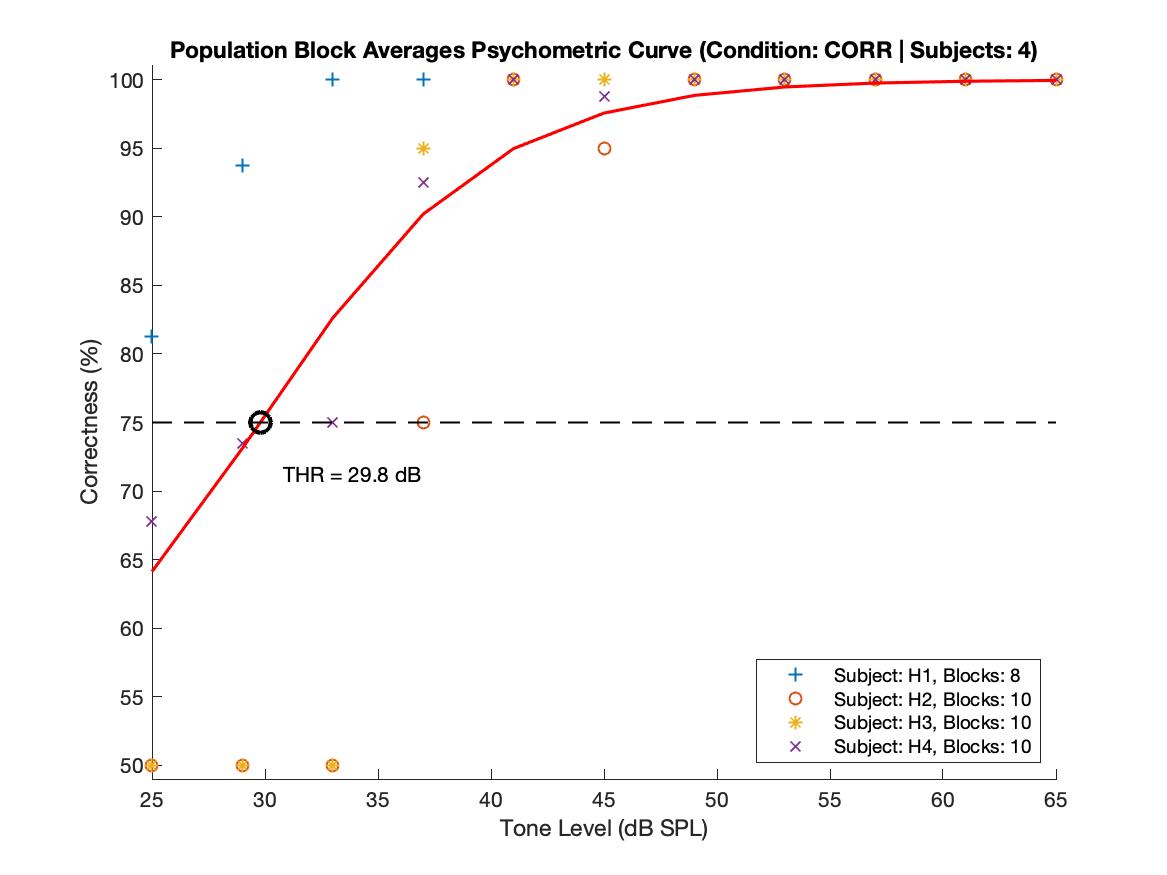 Population Block Averages Psychometric Curve (Condition: CORR | Subjects: 4)
100
95
90
85
80
75
70
65
60
55
50
Correctness (%)
THR = 29.8 dB
Subject: H1, Blocks: 8
Subject: H2, Blocks: 10
Subject: H3, Blocks: 10
Subject: H4, Blocks: 10
25 30 35 40 45 50 55 60 65
Tone Level (dB SPL)